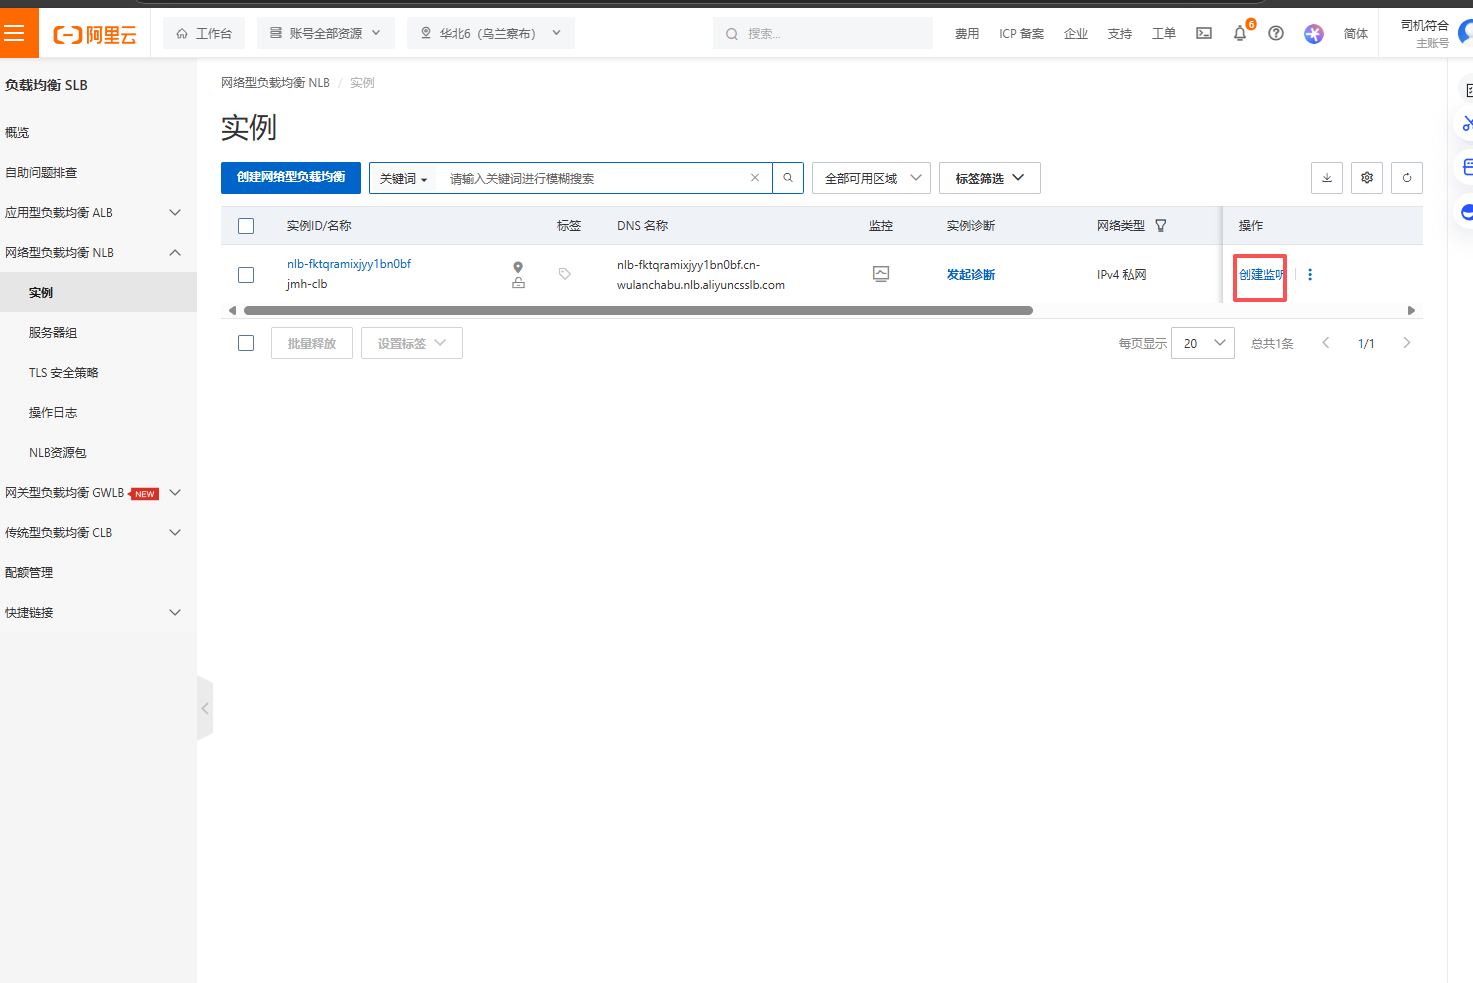 阿里云
工作台
账号全部资源
华北6（乌兰察布）
搜索...
费用
ICP 备案
企业
支持
工单
6
简体
司机符合
主账号
负载均衡 SLB
概览
自助问题排查
应用型负载均衡 ALB
网络型负载均衡 NLB
实例
服务器组
TLS 安全策略
操作日志
NLB资源包
网关型负载均衡 GWLB NEW
传统型负载均衡 CLB
配额管理
快捷链接
网络型负载均衡 NLB / 实例
实例
创建网络型负载均衡
关键词
请输入关键词进行模糊搜索
全部可用区域
标签筛选
实例ID/名称
标签
DNS 名称
监控
实例诊断
网络类型
操作
nlb-fktqramixjyy1bn0bf
jmh-clb
nlb-fktqramixjyy1bn0bf.cn-
wulanchabu.nlb.aliyuncsslb.com
发起诊断
IPv4 私网
创建监听
批量释放
设置标签
每页显示
20
总共1条
1/1